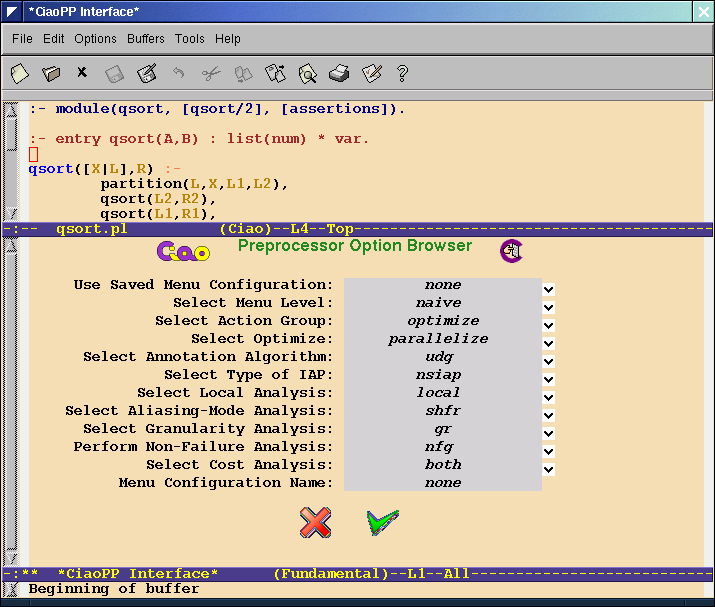 *CiaoPP Interface*
File Edit Options Buffers Tools Help
:- module(qsort, [qsort/2], [assertions]).
:- entry qsort(A,B) : list(num) * var.
qsort([X|L],R) :-
partition(L,X,L1,L2),
qsort(L2,R2),
qsort(L1,R1),
-:-- qsort.pl (Ciao)--L4--Top----------------------------------------
Ciao Preprocessor Option Browser
Use Saved Menu Configuration: none
Select Menu Level: naive
Select Action Group: optimize
Select Optimize: parallelize
Select Annotation Algorithm: udg
Select Type of IAP: nsiap
Select Local Analysis: local
Select Aliasing-Mode Analysis: shfr
Select Granularity Analysis: gr
Perform Non-Failure Analysis: nfg
Select Cost Analysis: both
Menu Configuration Name: none
-:** *CiaoPP Interface* (Fundamental)--L1--All---------------------------
Beginning of buffer